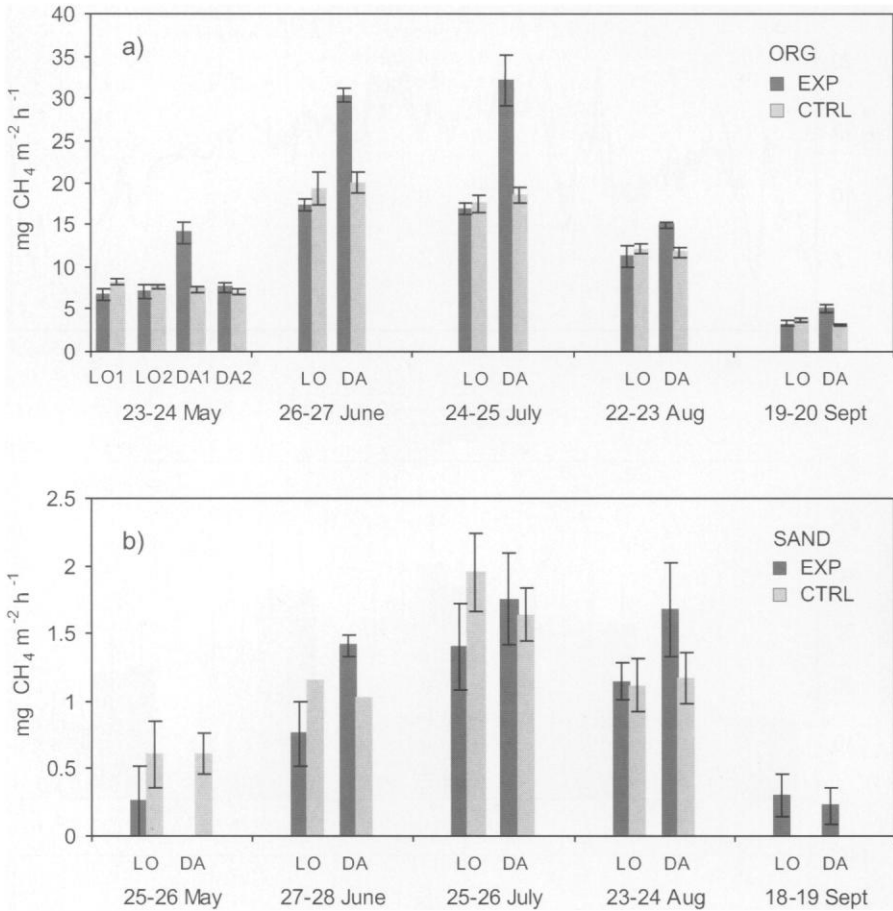 40
a)
ORG
35
EXP
30
CTRL
25
20
15
10
5
0
mg CH₄ m⁻² h⁻¹
LO1 LO2 DA1 DA2 LO DA LO DA LO DA LO DA
23-24 May 26-27 June 24-25 July 22-23 Aug 19-20 Sept
2.5
b)
SAND
EXP
2
CTRL
1.5
1
0.5
0
mg CH₄ m⁻² h⁻¹
LO DA LO DA LO DA LO DA LO DA
25-26 May 27-28 June 25-26 July 23-24 Aug 18-19 Sept